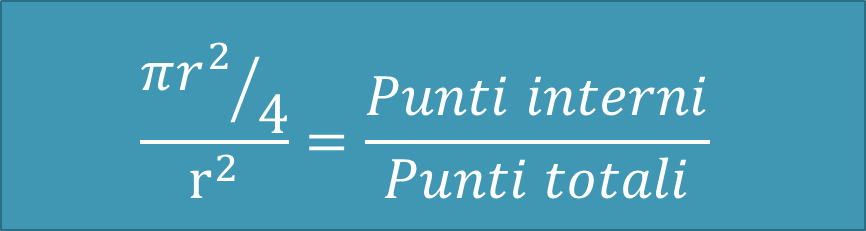 πr²/4 / r² = Punti interni / Punti totali